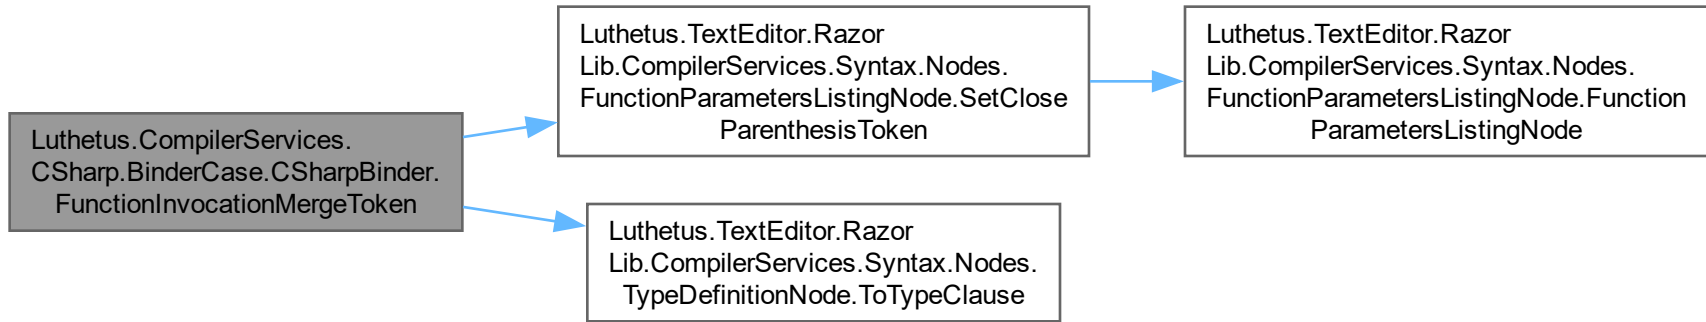 Luthetus.CompilerServices.
CSharp.BinderCase.CSharpBinder.
FunctionInvocationMergeToken
Luthetus.TextEditor.Razor
Lib.CompilerServices.Syntax.Nodes.
FunctionParametersListingNode.SetClose
ParenthesisToken
Luthetus.TextEditor.Razor
Lib.CompilerServices.Syntax.Nodes.
FunctionParametersListingNode.Function
ParametersListingNode
Luthetus.TextEditor.Razor
Lib.CompilerServices.Syntax.Nodes.
TypeDefinitionNode.ToTypeClause